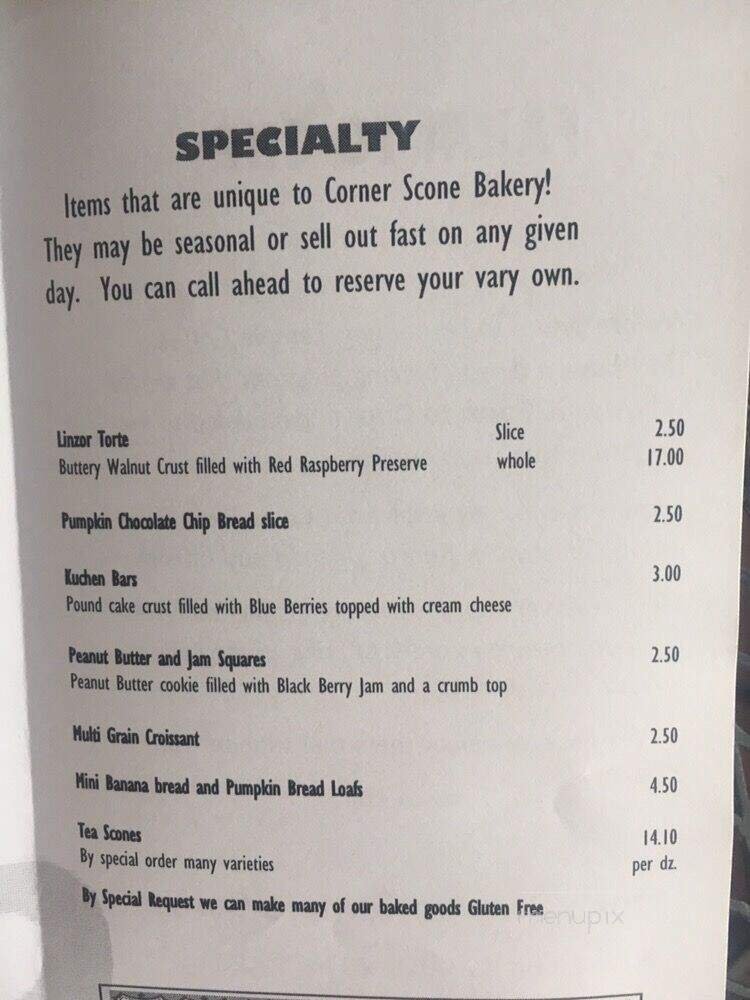 SPECIALTY
Items that are unique to Corner Scone Bakery!
They may be seasonal or sell out fast on any given
day. You can call ahead to reserve your vary own.
Linzor Torte Slice 2.50
Buttery Walnut Crust filled with Red Raspberry Preserve whole 17.00
Pumpkin Chocolate Chip Bread slice 2.50
Kuchen Bars 3.00
Pound cake crust filled with Blue Berries topped with cream cheese
Peanut Butter and Jam Squares 2.50
Peanut Butter cookie filled with Black Berry Jam and a crumb top
Multi Grain Croissant 2.50
Mini Banana bread and Pumpkin Bread Loafs 4.50
Tea Scones 14.10
By special order many varieties per dz.
By Special Request we can make many of our baked goods Gluten Free
menupix